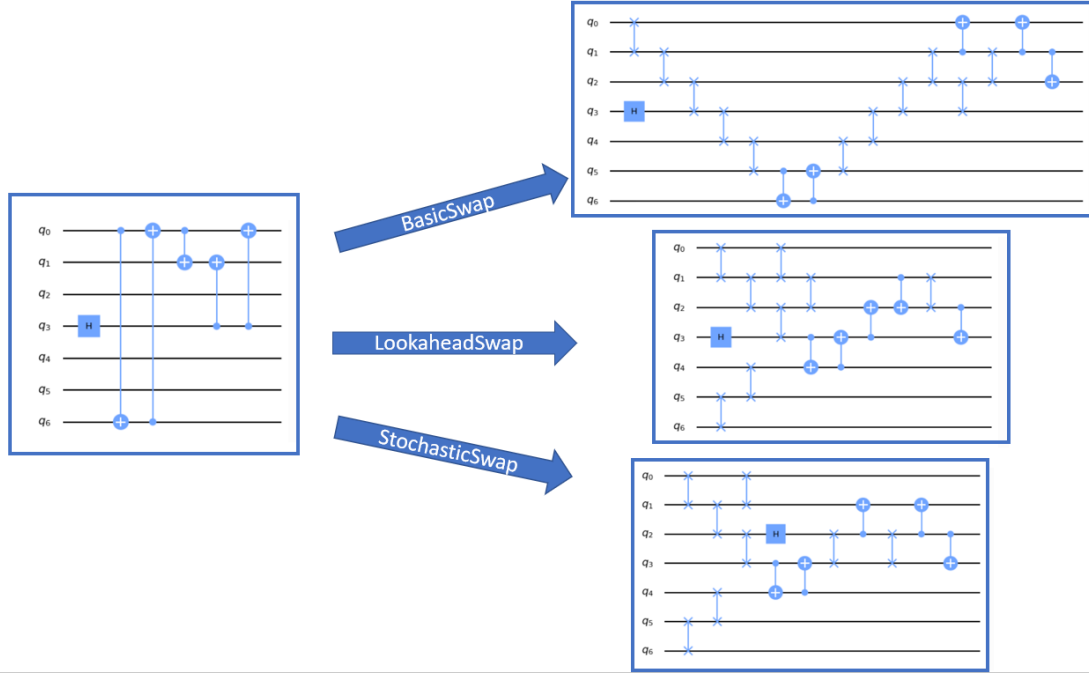 q0
q1
q2
q3
q4
q5
q6
H
BasicSwap
LookaheadSwap
StochasticSwap
q0
q1
q2
q3
q4
q5
q6
H
q0
q1
q2
q3
q4
q5
q6
H
q0
q1
q2
q3
q4
q5
q6
H